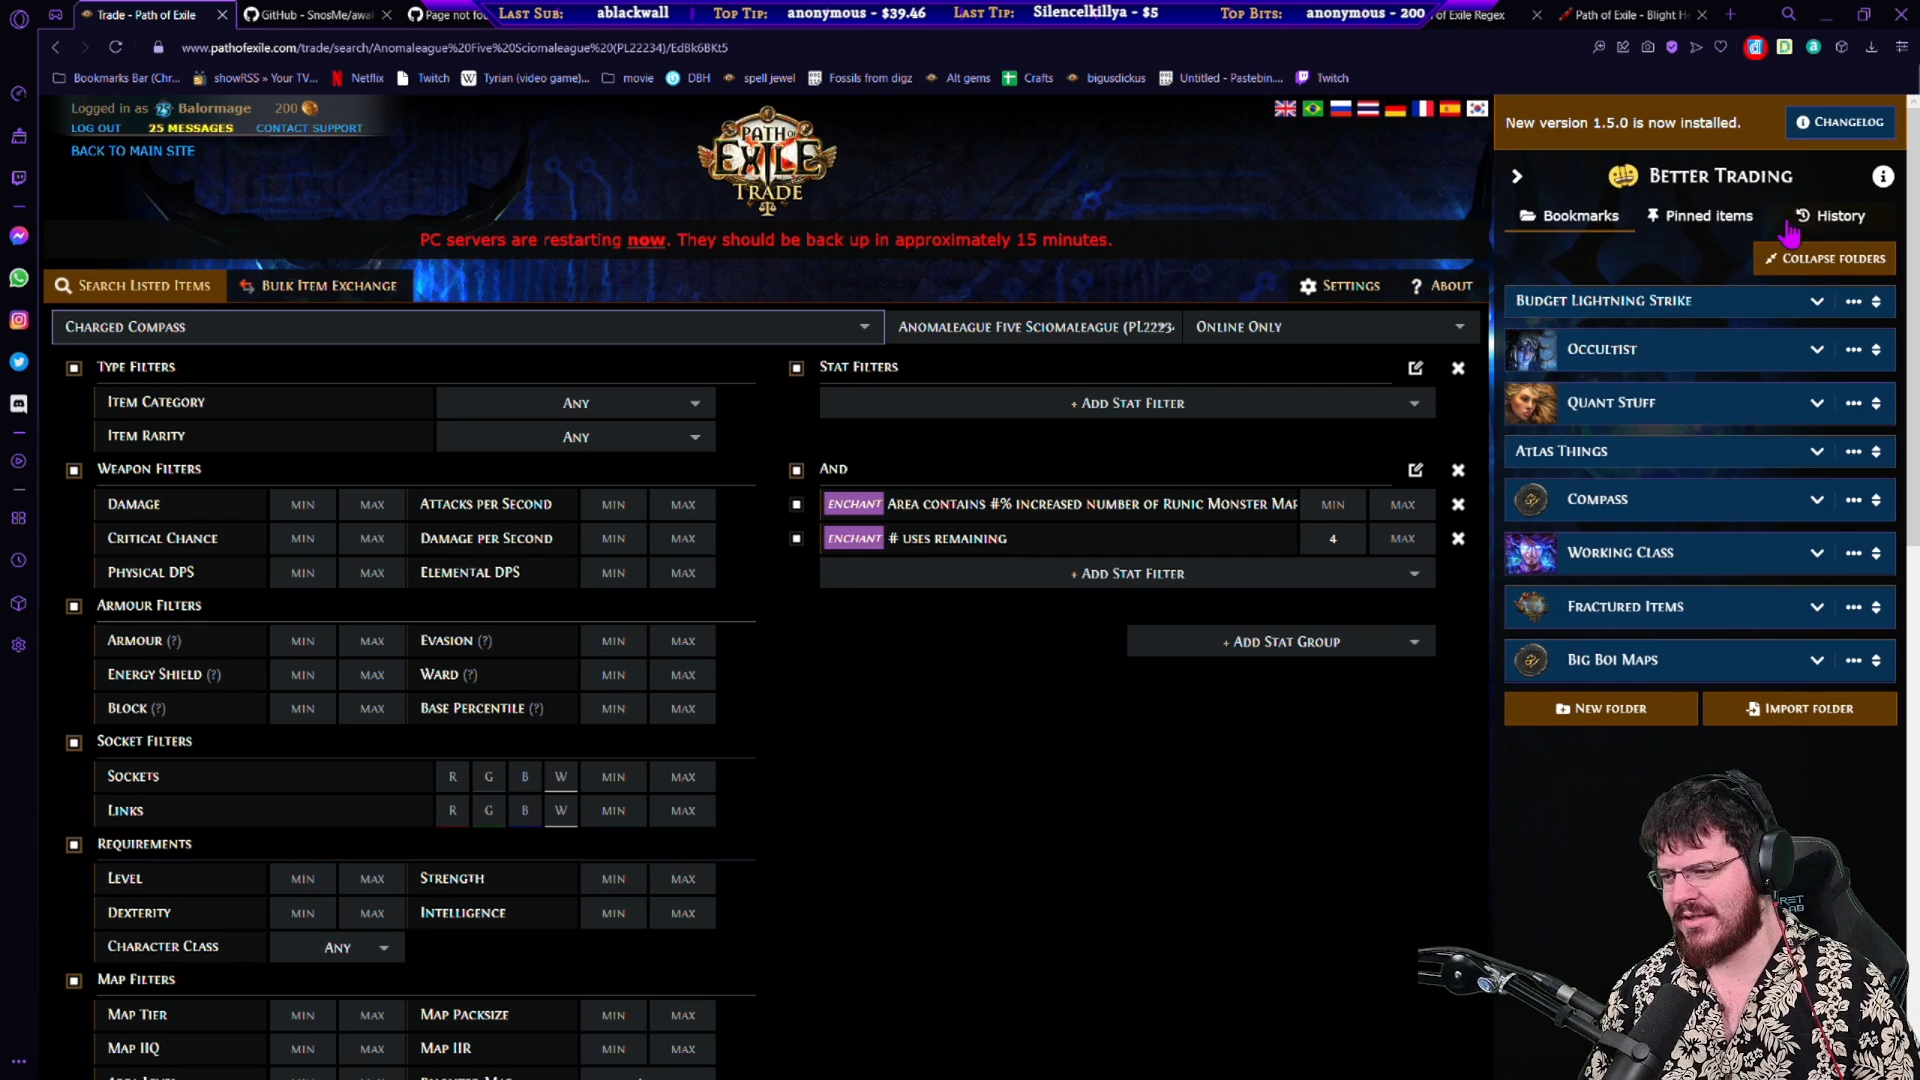 Trade - Path of Exile
GitHub - SnosMe/awal
Page not fou
Last Sub: ablackwall
Top Tip: anonymous - $39.46
Last Tip: Silencelkillya - $5
Top Bits: anonymous - 200
of Exile Regex
Path of Exile - Blight H
www.pathofexile.com/trade/search/Anomaleague%20Five%20Sciomaleague%20(PL22234)/EdBk6BKt5
Bookmarks Bar (Chr...
showRSS » Your TV...
Netflix
Twitch
Tyrian (video game)...
movie
DBH
spell jewel
Fossils from digz
Alt gems
Crafts
bigusdickus
Untitled - Pastebin....
Twitch
Logged in as Balormage 200
LOG OUT 25 MESSAGES CONTACT SUPPORT
BACK TO MAIN SITE
PATH OF EXILE TRADE
PC servers are restarting now. They should be back up in approximately 15 minutes.
Search Listed Items
Bulk Item Exchange
Settings
? About
Charged Compass
Anomaleague Five Sciomaleague (PL2223
Online Only
Type Filters
Item Category Any
Item Rarity Any
Weapon Filters
Damage MIN MAX Attacks per Second MIN MAX
Critical Chance MIN MAX Damage per Second MIN MAX
Physical DPS MIN MAX Elemental DPS MIN MAX
Armour Filters
Armour (?) MIN MAX Evasion (?) MIN MAX
Energy Shield (?) MIN MAX Ward (?) MIN MAX
Block (?) MIN MAX Base Percentile (?) MIN MAX
Socket Filters
Sockets R G B W MIN MAX
Links R G B W MIN MAX
Requirements
Level MIN MAX Strength MIN MAX
Dexterity MIN MAX Intelligence MIN MAX
Character Class Any
Map Filters
Map Tier MIN MAX Map Packsize MIN MAX
Map IIQ MIN MAX Map IIR MIN MAX
Stat Filters
+ Add Stat Filter
And
ENCHANT Area contains #% increased number of Runic Monster Mar MIN MAX
ENCHANT # uses remaining 4 MAX
+ Add Stat Filter
+ Add Stat Group
New version 1.5.0 is now installed.
Changelog
Better Trading
Bookmarks
Pinned items
History
Collapse folders
Budget Lightning Strike
Occultist
Quant Stuff
Atlas Things
Compass
Working Class
Fractured Items
Big Boi Maps
New folder
Import folder